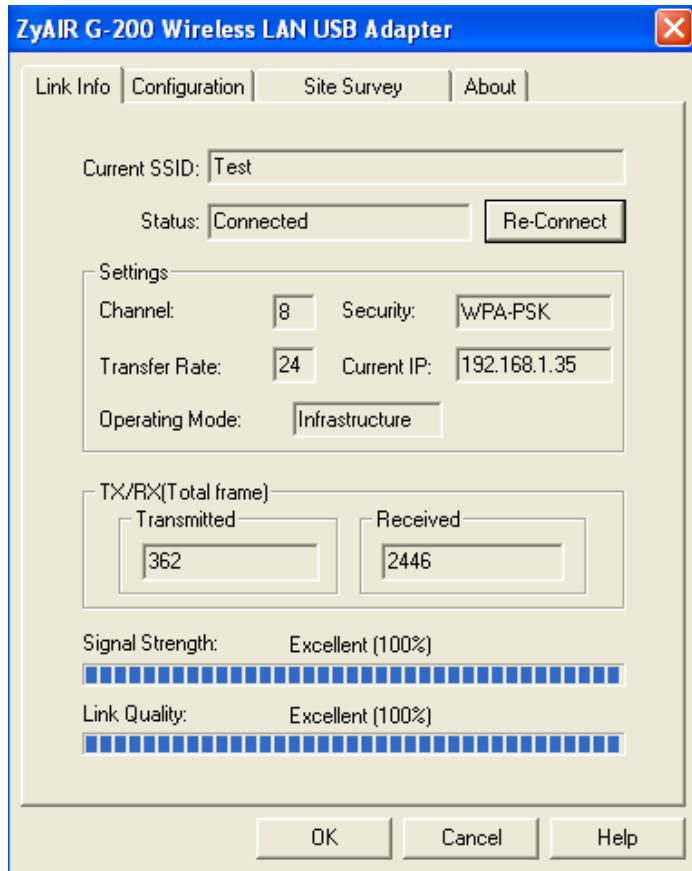 ZyAIR G-200 Wireless LAN USB Adapter
Link Info Configuration Site Survey About
Current SSID: Test
Status: Connected Re-Connect
Settings
Channel: 8 Security: WPA-PSK
Transfer Rate: 24 Current IP: 192.168.1.35
Operating Mode: Infrastructure
TX/RX(Total frame)
Transmitted Received
362 2446
Signal Strength: Excellent (100%)
Link Quality: Excellent (100%)
OK Cancel Help